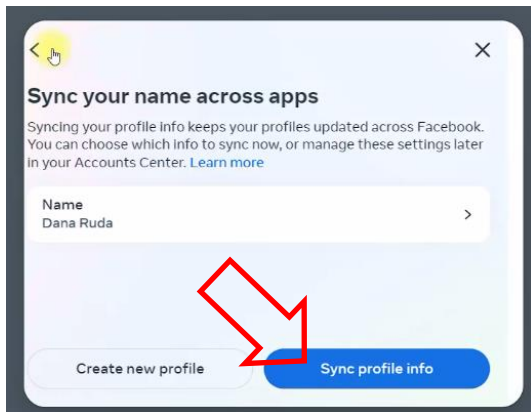 Sync your name across apps
Syncing your profile info keeps your profiles updated across Facebook.
You can choose which info to sync now, or manage these settings later
in your Accounts Center. Learn more
Name
Dana Ruda
Create new profile
Sync profile info